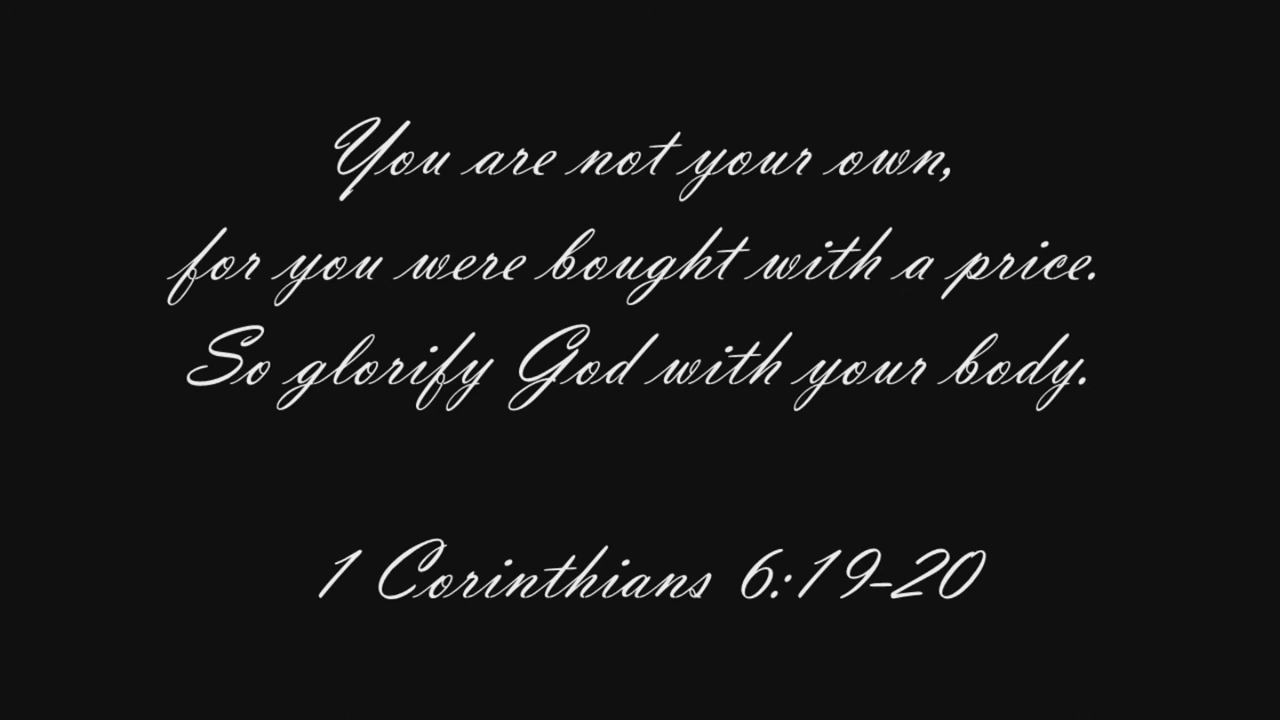 You are not your own,
for you were bought with a price.
So glorify God with your body.
1 Corinthians 6:19-20